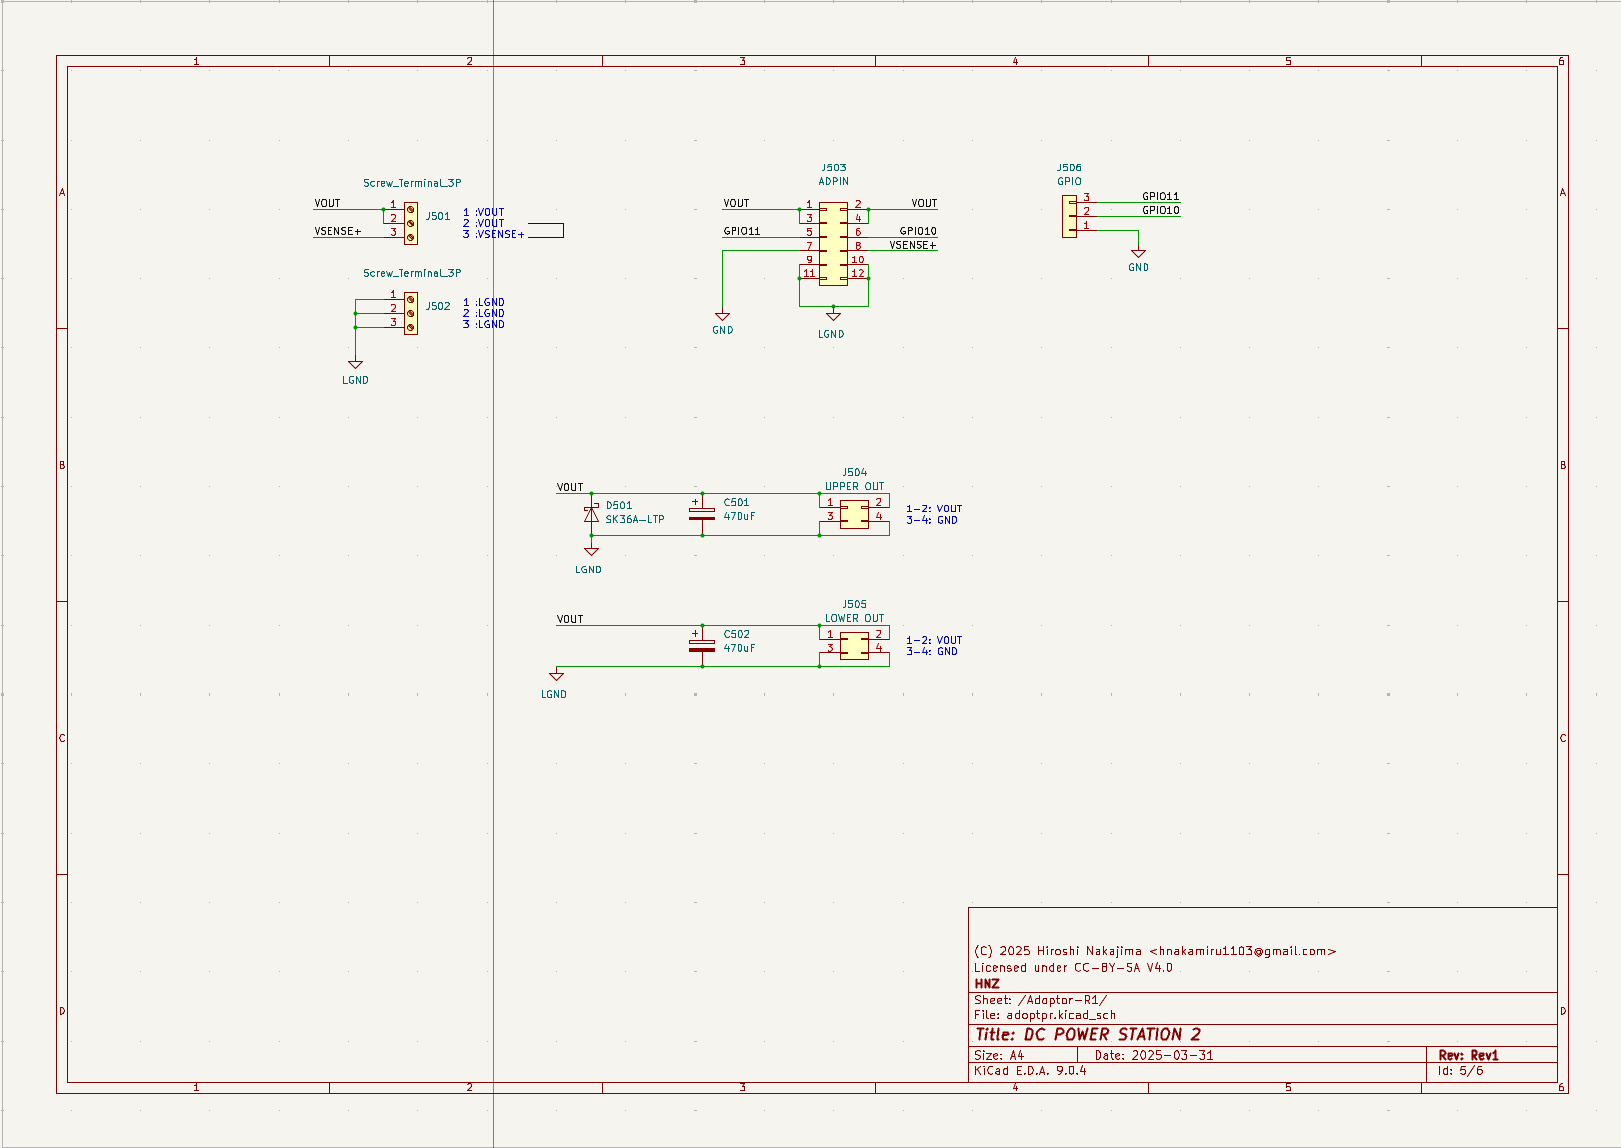 1 2 3 4 5 6
A A
B B
C C
D D
Screw_Terminal_3P
VOUT
VSENSE+
1
2
3
J501
1 :VOUT
2 :VOUT
3 :VSENSE+
Screw_Terminal_3P
1
2
3
J502
1 :LGND
2 :LGND
3 :LGND
LGND
J503
ADPIN
VOUT 1 2 VOUT
3 4
GPIO11 5 6 GPIO10
7 8 VSENSE+
9 10
11 12
GND
LGND
J506
GPIO
3 GPIO11
2 GPIO10
1
GND
J504
UPPER OUT
VOUT
D501
SK36A-LTP
+
C501
470uF
1 2
3 4
1-2: VOUT
3-4: GND
LGND
J505
LOWER OUT
VOUT
+
C502
470uF
1 2
3 4
1-2: VOUT
3-4: GND
LGND
(C) 2025 Hiroshi Nakajima <hnakamiru1103@gmail.com>
Licensed under CC-BY-SA V4.0
HNZ
Sheet: /Adoptor-R1/
File: adoptpr.kicad_sch
Title: DC POWER STATION 2
Size: A4 Date: 2025-03-31 Rev: Rev1
KiCad E.D.A. 9.0.4 Id: 5/6
1 2 3 4 5 6